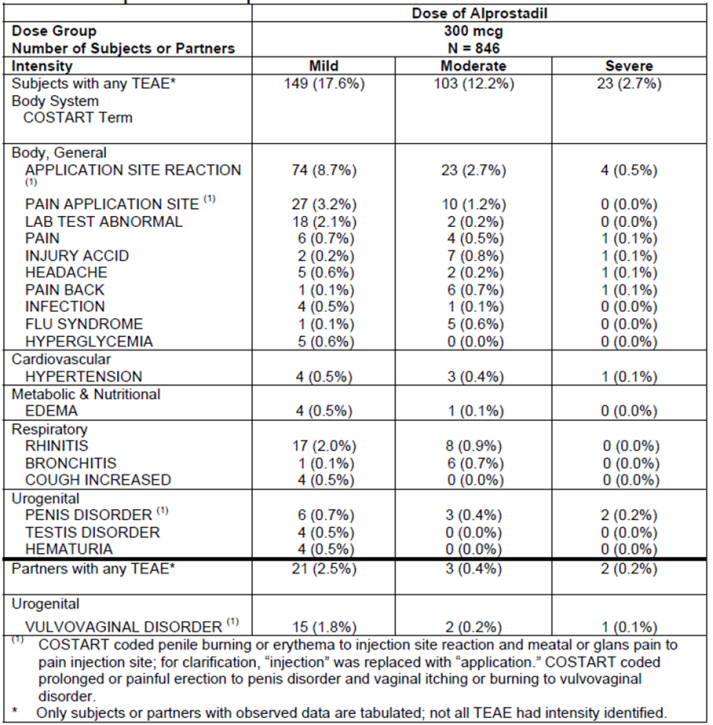 Dose of Alprostadil
Dose Group 300 mcg
Number of Subjects or Partners N = 846
Intensity Mild Moderate Severe
Subjects with any TEAE* 149 (17.6%) 103 (12.2%) 23 (2.7%)
Body System
COSTART Term
Body, General
APPLICATION SITE REACTION 74 (8.7%) 23 (2.7%) 4 (0.5%)
(1)
PAIN APPLICATION SITE (1) 27 (3.2%) 10 (1.2%) 0 (0.0%)
LAB TEST ABNORMAL 18 (2.1%) 2 (0.2%) 0 (0.0%)
PAIN 6 (0.7%) 4 (0.5%) 1 (0.1%)
INJURY ACCID 2 (0.2%) 7 (0.8%) 1 (0.1%)
HEADACHE 5 (0.6%) 2 (0.2%) 1 (0.1%)
PAIN BACK 1 (0.1%) 6 (0.7%) 1 (0.1%)
INFECTION 4 (0.5%) 1 (0.1%) 0 (0.0%)
FLU SYNDROME 1 (0.1%) 5 (0.6%) 0 (0.0%)
HYPERGLYCEMIA 5 (0.6%) 0 (0.0%) 0 (0.0%)
Cardiovascular
HYPERTENSION 4 (0.5%) 3 (0.4%) 1 (0.1%)
Metabolic & Nutritional
EDEMA 4 (0.5%) 1 (0.1%) 0 (0.0%)
Respiratory
RHINITIS 17 (2.0%) 8 (0.9%) 0 (0.0%)
BRONCHITIS 1 (0.1%) 6 (0.7%) 0 (0.0%)
COUGH INCREASED 4 (0.5%) 0 (0.0%) 0 (0.0%)
Urogenital
PENIS DISORDER (1) 6 (0.7%) 3 (0.4%) 2 (0.2%)
TESTIS DISORDER 4 (0.5%) 0 (0.0%) 0 (0.0%)
HEMATURIA 4 (0.5%) 0 (0.0%) 0 (0.0%)
Partners with any TEAE* 21 (2.5%) 3 (0.4%) 2 (0.2%)
Urogenital
VULVOVAGINAL DISORDER (1) 15 (1.8%) 2 (0.2%) 1 (0.1%)
(1) COSTART coded penile burning or erythema to injection site reaction and meatal or glans pain to
pain injection site; for clarification, “injection” was replaced with “application.” COSTART coded
prolonged or painful erection to penis disorder and vaginal itching or burning to vulvovaginal
disorder.
* Only subjects or partners with observed data are tabulated; not all TEAE had intensity identified.